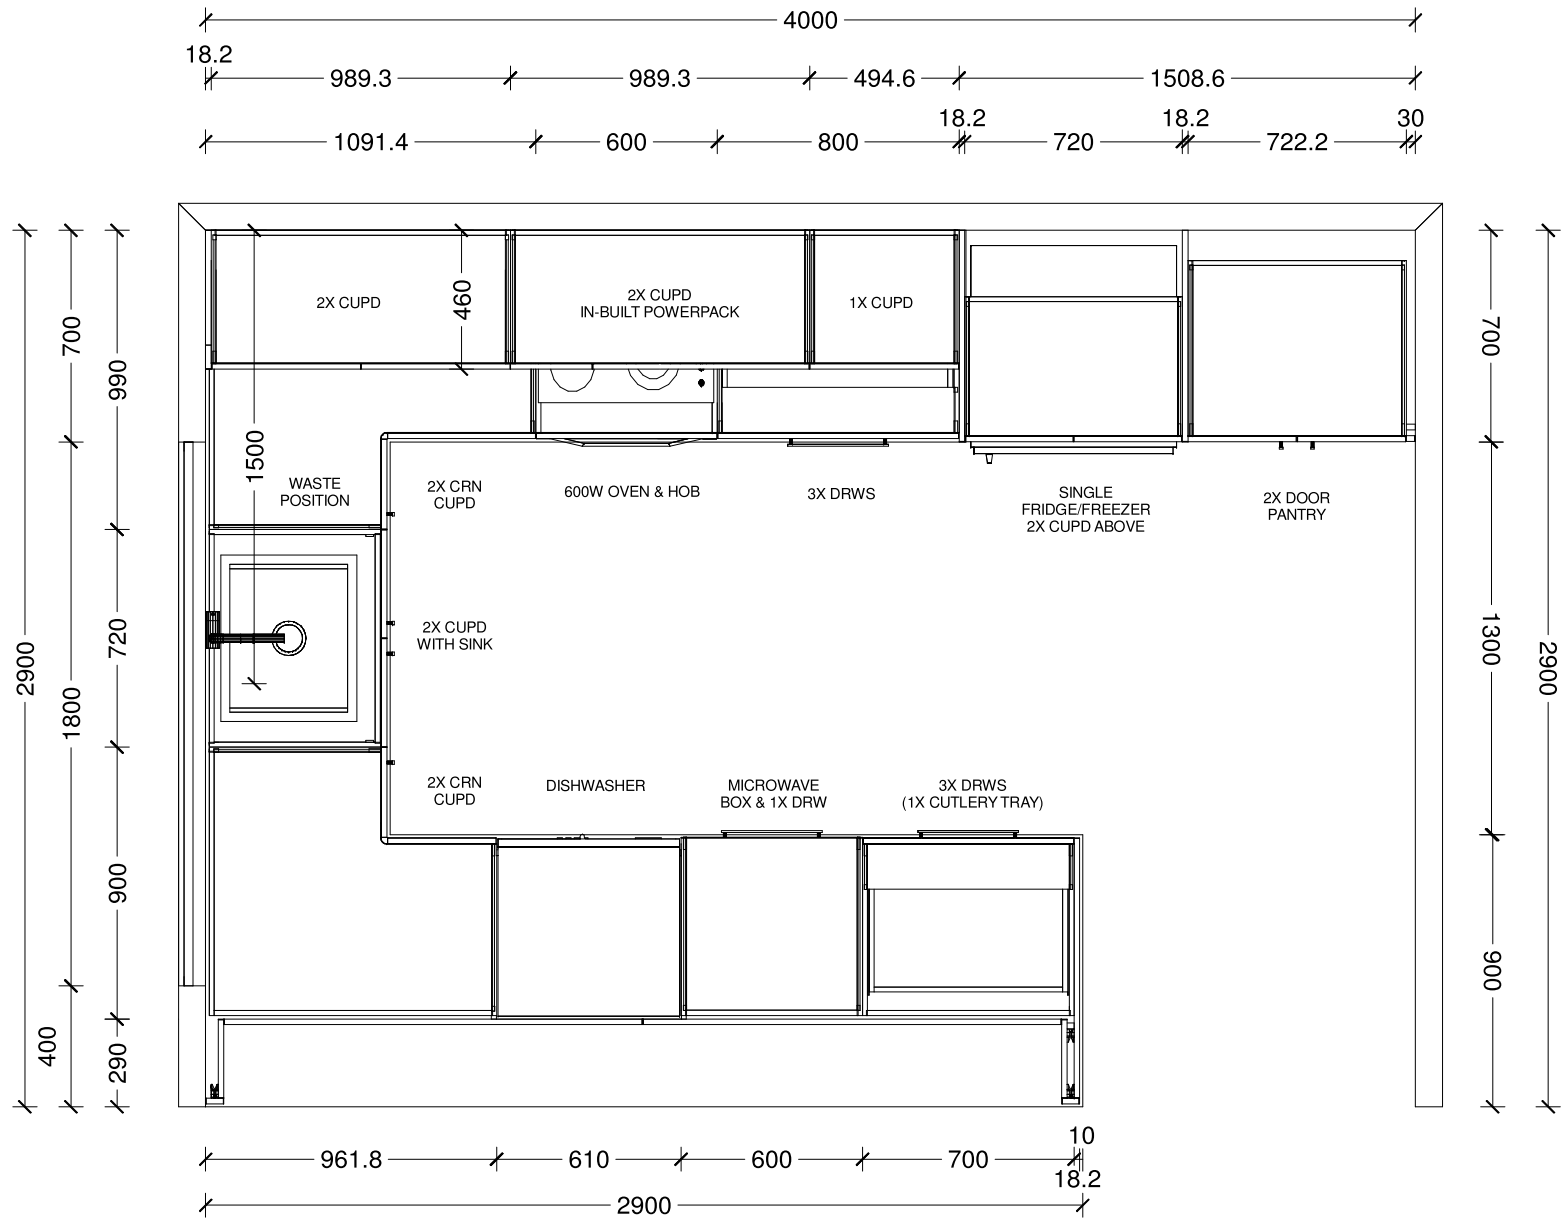 4000
18.2
989.3
989.3
494.6
1508.6
18.2
18.2
30
1091.4
600
800
720
722.2
2900
700
1800
400
990
720
900
290
1500
460
2X CUPD
2X CUPD
IN-BUILT POWERPACK
1X CUPD
WASTE
POSITION
2X CRN
CUPD
600W OVEN & HOB
3X DRWS
SINGLE
FRIDGE/FREEZER
2X CUPD ABOVE
2X DOOR
PANTRY
2X CUPD
WITH SINK
2X CRN
CUPD
DISHWASHER
MICROWAVE
BOX & 1X DRW
3X DRWS
(1X CUTLERY TRAY)
700
1300
900
2900
10
961.8
610
600
700
18.2
2900